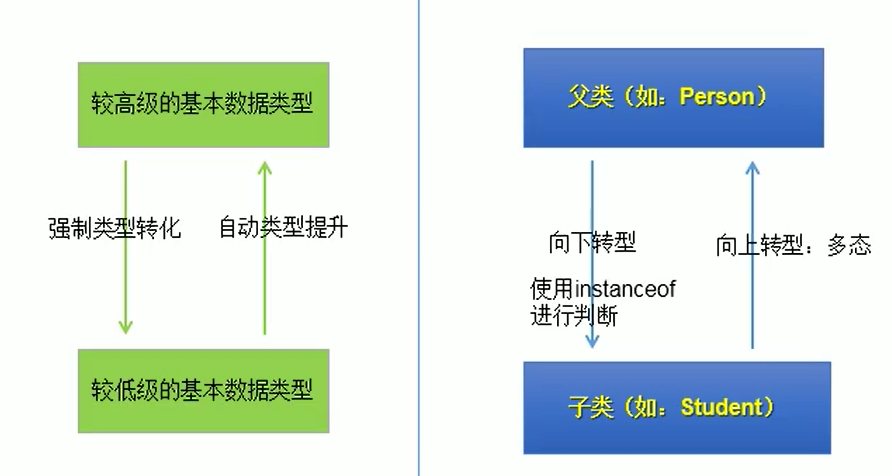 较高级的基本数据类型
强制类型转化
自动类型提升
较低级的基本数据类型
父类（如：Person）
向下转型
使用instanceof
进行判断
向上转型：多态
子类（如：Student）